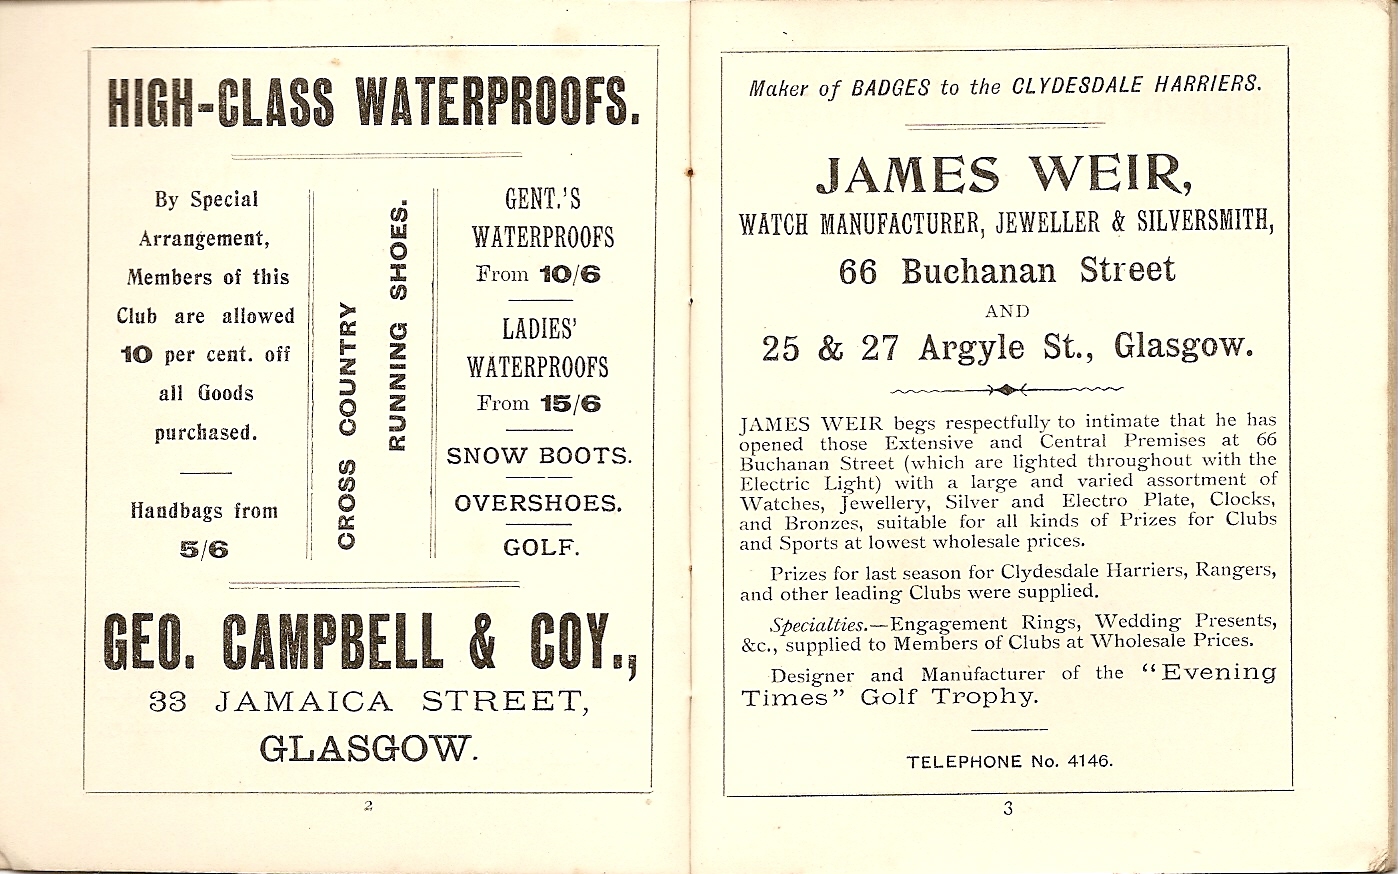 HIGH-CLASS WATERPROOFS.
By Special
Arrangement,
Members of this
Club are allowed
10 per cent. off
all Goods
purchased.
Handbags from
5/6
CROSS COUNTRY
RUNNING SHOES.
GENT.'S
WATERPROOFS
From 10/6
LADIES'
WATERPROOFS
From 15/6
SNOW BOOTS.
OVERSHOES.
GOLF.
GEO. CAMPBELL & COY.,
33 JAMAICA STREET,
GLASGOW.
2
Maker of BADGES to the CLYDESDALE HARRIERS.
JAMES WEIR,
WATCH MANUFACTURER, JEWELLER & SILVERSMITH,
66 Buchanan Street
AND
25 & 27 Argyle St., Glasgow.
JAMES WEIR begs respectfully to intimate that he has
opened those Extensive and Central Premises at 66
Buchanan Street (which are lighted throughout with the
Electric Light) with a large and varied assortment of
Watches, Jewellery, Silver and Electro Plate, Clocks,
and Bronzes, suitable for all kinds of Prizes for Clubs
and Sports at lowest wholesale prices.
Prizes for last season for Clydesdale Harriers, Rangers,
and other leading Clubs were supplied.
Specialties.—Engagement Rings, Wedding Presents,
&c., supplied to Members of Clubs at Wholesale Prices.
Designer and Manufacturer of the "Evening
Times" Golf Trophy.
TELEPHONE No. 4146.
3